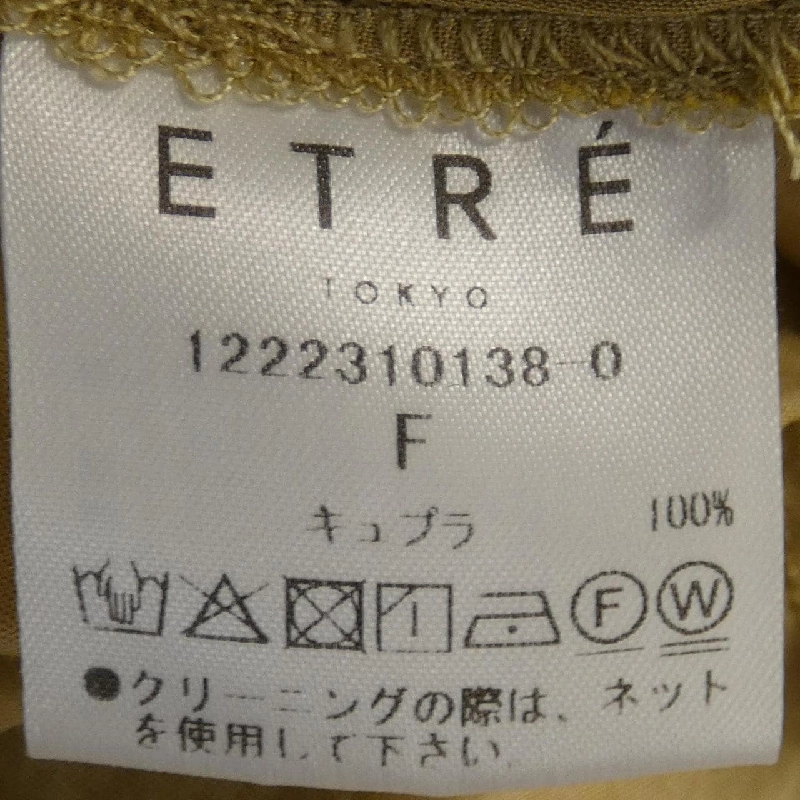 ETRÉ
TOKYO
1222310138-0
F
キュプラ 100%
F W
●クリーニングの際は、ネット
を使用して下さい